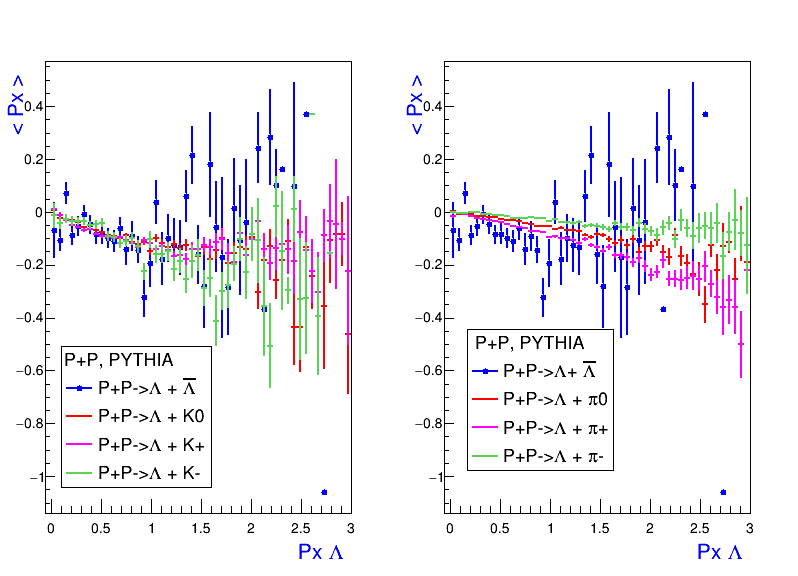 < Px >
0.4
0.2
0
−0.2
−0.4
−0.6
−0.8
−1
0 0.5 1 1.5 2 2.5 3
Px Λ
P+P, PYTHIA
P+P->Λ + Λ̅
P+P->Λ + K0
P+P->Λ + K+
P+P->Λ + K-
< Px >
0.4
0.2
0
−0.2
−0.4
−0.6
−0.8
−1
0 0.5 1 1.5 2 2.5 3
Px Λ
P+P, PYTHIA
P+P->Λ+ Λ̅
P+P->Λ + π0
P+P->Λ + π+
P+P->Λ + π-